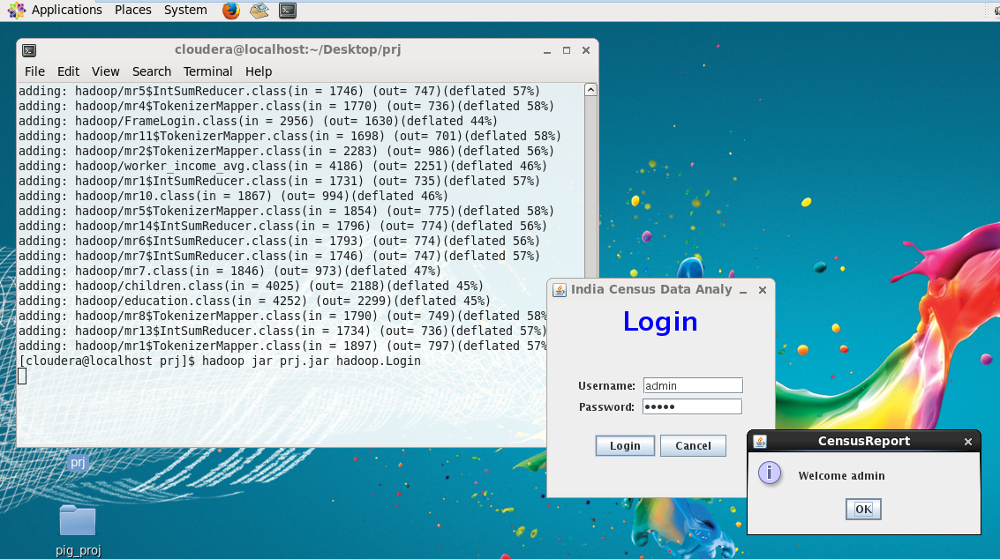 Applications Places System
cloudera@localhost:~/Desktop/prj
File Edit View Search Terminal Help
adding: hadoop/mr5$IntSumReducer.class(in = 1746) (out= 747)(deflated 57%)
adding: hadoop/mr4$TokenizerMapper.class(in = 1770) (out= 736)(deflated 58%)
adding: hadoop/FrameLogin.class(in = 2956) (out= 1630)(deflated 44%)
adding: hadoop/mr11$TokenizerMapper.class(in = 1698) (out= 701)(deflated 58%)
adding: hadoop/mr2$TokenizerMapper.class(in = 2283) (out= 986)(deflated 56%)
adding: hadoop/worker_income_avg.class(in = 4186) (out= 2251)(deflated 46%)
adding: hadoop/mr1$IntSumReducer.class(in = 1731) (out= 735)(deflated 57%)
adding: hadoop/mr10.class(in = 1867) (out= 994)(deflated 46%)
adding: hadoop/mr5$TokenizerMapper.class(in = 1854) (out= 775)(deflated 58%)
adding: hadoop/mr14$IntSumReducer.class(in = 1796) (out= 774)(deflated 56%)
adding: hadoop/mr6$IntSumReducer.class(in = 1793) (out= 774)(deflated 56%)
adding: hadoop/mr7$IntSumReducer.class(in = 1746) (out= 747)(deflated 57%)
adding: hadoop/mr7.class(in = 1846) (out= 973)(deflated 47%)
adding: hadoop/children.class(in = 4025) (out= 2188)(deflated 45%)
adding: hadoop/education.class(in = 4252) (out= 2299)(deflated 45%)
adding: hadoop/mr8$TokenizerMapper.class(in = 1790) (out= 749)(deflated 58%
adding: hadoop/mr13$IntSumReducer.class(in = 1734) (out= 736)(deflated 57%)
adding: hadoop/mr1$TokenizerMapper.class(in = 1897) (out= 797)(deflated 57%
[cloudera@localhost prj]$ hadoop jar prj.jar hadoop.Login
India Census Data Analy
Login
Username: admin
Password: •••••
Login Cancel
CensusReport
Welcome admin
OK
prj
pig_proj